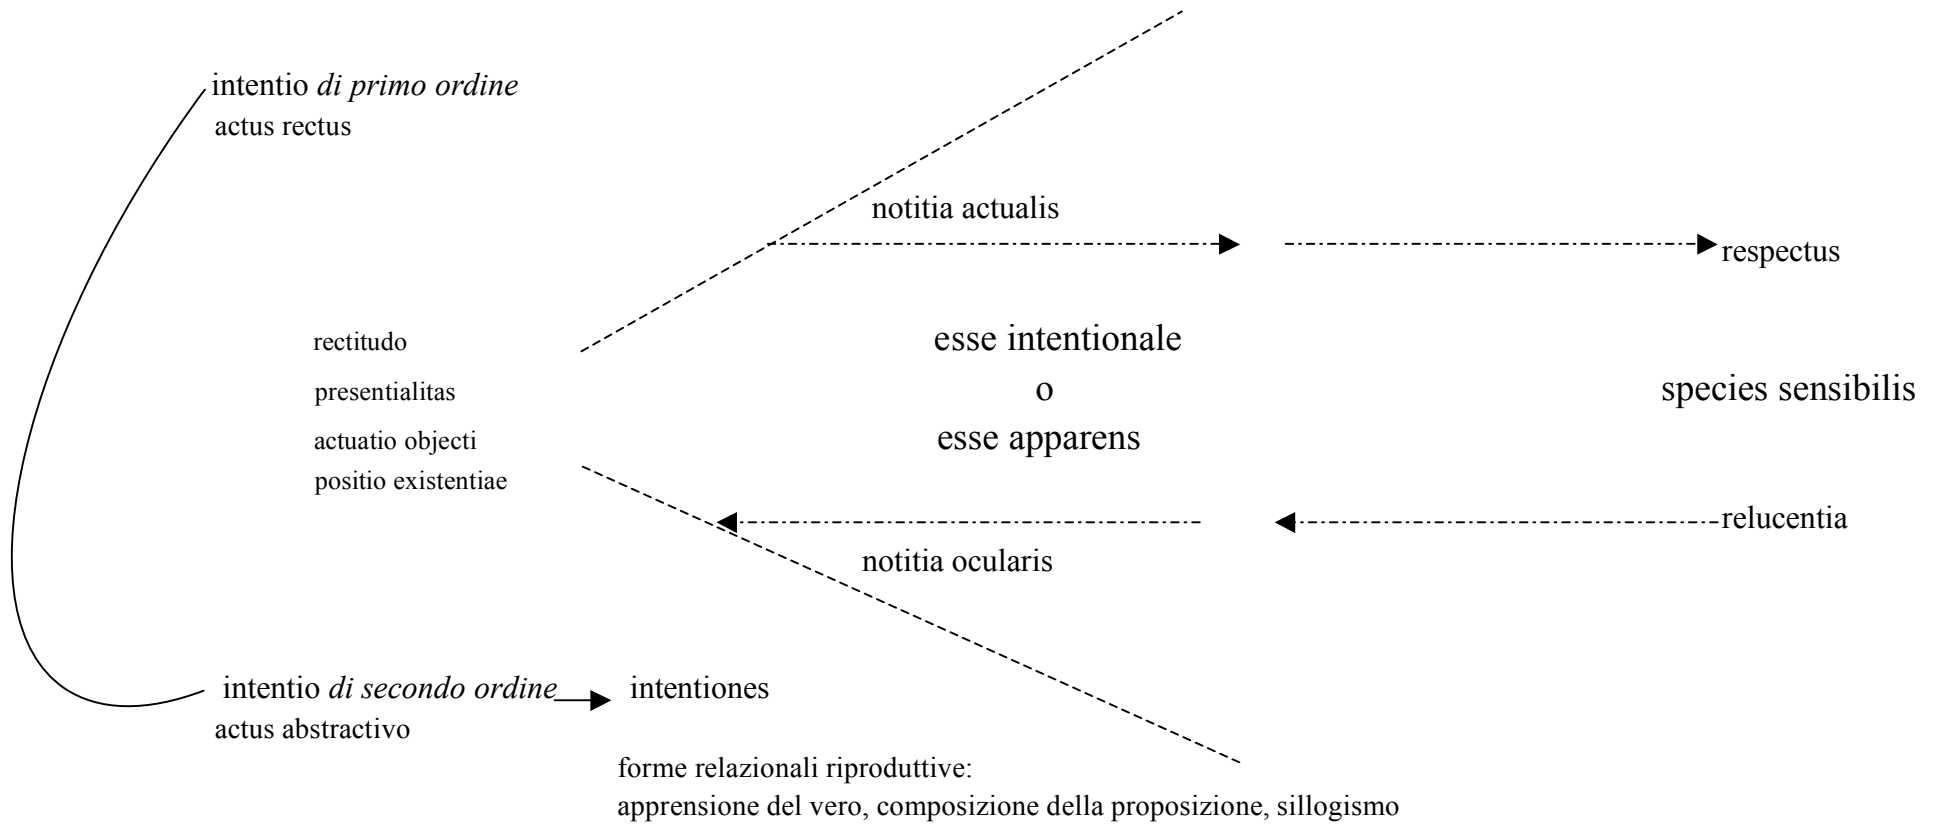 intentio di primo ordine
actus rectus
notitia actualis
respectus
rectitudo
esse intentionale
presentialitas
o
species sensibilis
actuatio objecti
esse apparens
positio existentiae
relucentia
notitia ocularis
intentio di secondo ordine
intentiones
actus abstractivo
forme relazionali riproduttive:
apprensione del vero, composizione della proposizione, sillogismo